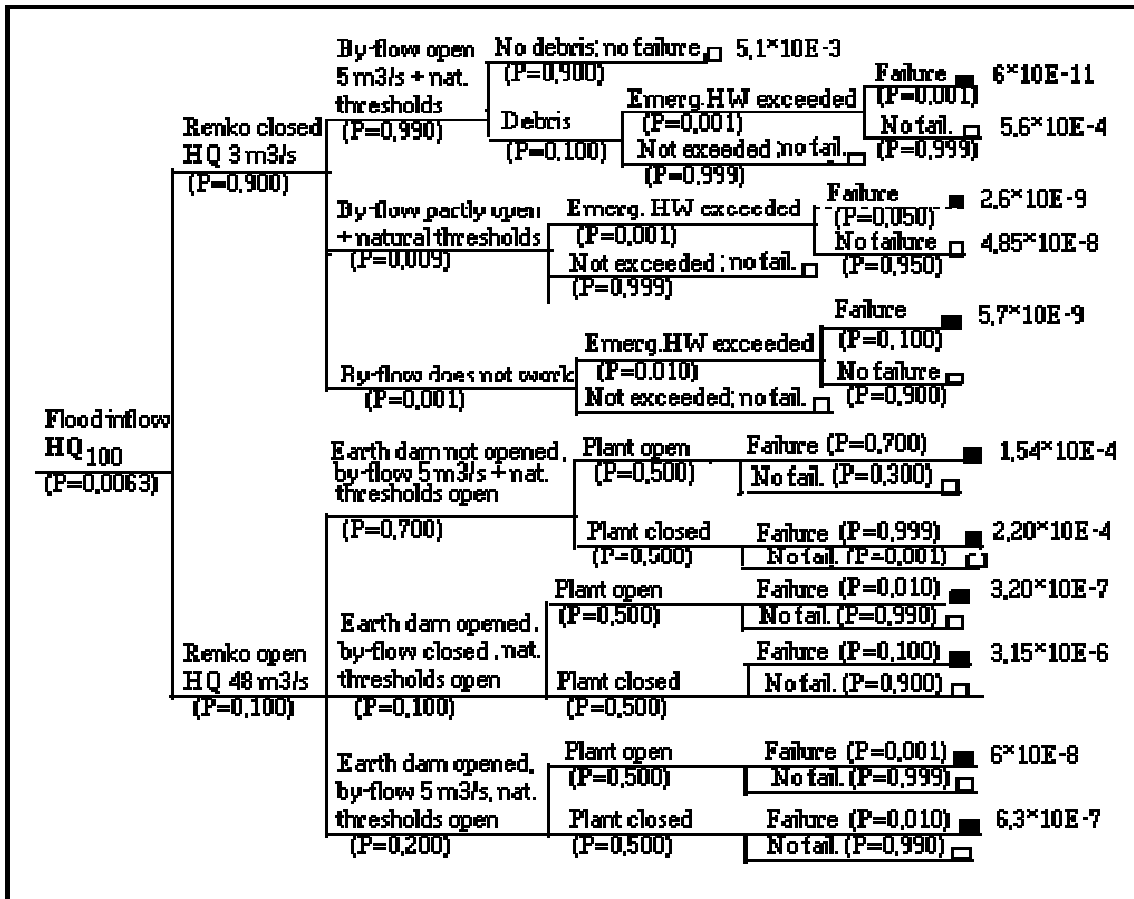 Flood inflow
HQ100
(P=0,0063)
Renko closed
HQ 3 m3/s
(P=0,900)
By-flow open
5 m3/s + nat.
thresholds
(P=0,990)
No debris; no failure
(P=0,900)
5,1*10E-3
Debris
(P=0,100)
Emerg. HW exceeded
(P=0,001)
Failure
(P=0,001)
6*10E-11
No fail.
(P=0,999)
5,6*10E-4
Not exceeded; no fail.
(P=0,999)
By-flow partly open
+ natural thresholds
(P=0,009)
Emerg. HW exceeded
(P=0,001)
Failure
(P=0,050)
2,6*10E-9
No failure
(P=0,950)
4,85*10E-8
Not exceeded; no fail.
(P=0,999)
By-flow does not work
(P=0,001)
Emerg. HW exceeded
(P=0.010)
Failure
(P=0,100)
5,7*10E-9
No failure
(P=0,900)
Not exceeded; no fail.
Renko open
HQ 48 m3/s
(P=0,100)
Earth dam not opened,
by-flow 5 m3/s + nat.
thresholds open
(P=0,700)
Plant open
(P=0,500)
Failure (P=0,700)
1,54*10E-4
No fail. (P=0,300)
Plant closed
(P=0,500)
Failure (P=0,999)
2,20*10E-4
No fail. (P=0,001)
Earth dam opened,
by-flow closed, nat.
thresholds open
(P=0,100)
Plant open
(P=0,500)
Failure (P=0,010)
3,20*10E-7
No fail. (P=0,990)
Plant closed
(P=0,500)
Failure (P=0,100)
3,15*10E-6
No fail. (P=0,900)
Earth dam opened,
by-flow 5 m3/s, nat.
thresholds open
(P=0,200)
Plant open
(P=0,500)
Failure (P=0,001)
6*10E-8
No fail. (P=0,999)
Plant closed
(P=0,500)
Failure (P=0,010)
6,3*10E-7
No fail. (P=0,990)